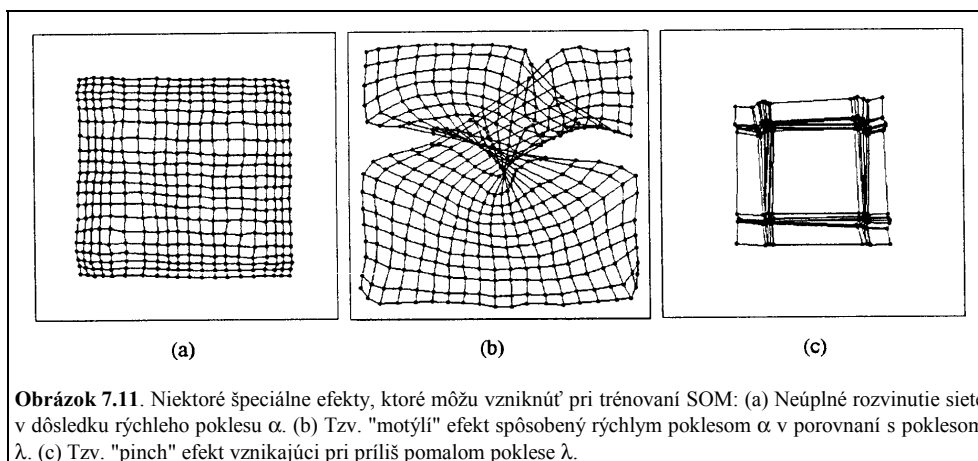 (a) (b) (c)
Obrázok 7.11. Niektoré špeciálne efekty, ktoré môžu vzniknúť pri trénovaní SOM: (a) Neúplné rozvinutie siete
v dôsledku rýchleho poklesu α. (b) Tzv. "motýlí" efekt spôsobený rýchlym poklesom α v porovnaní s poklesom
λ. (c) Tzv. "pinch" efekt vznikajúci pri príliš pomalom poklese λ.